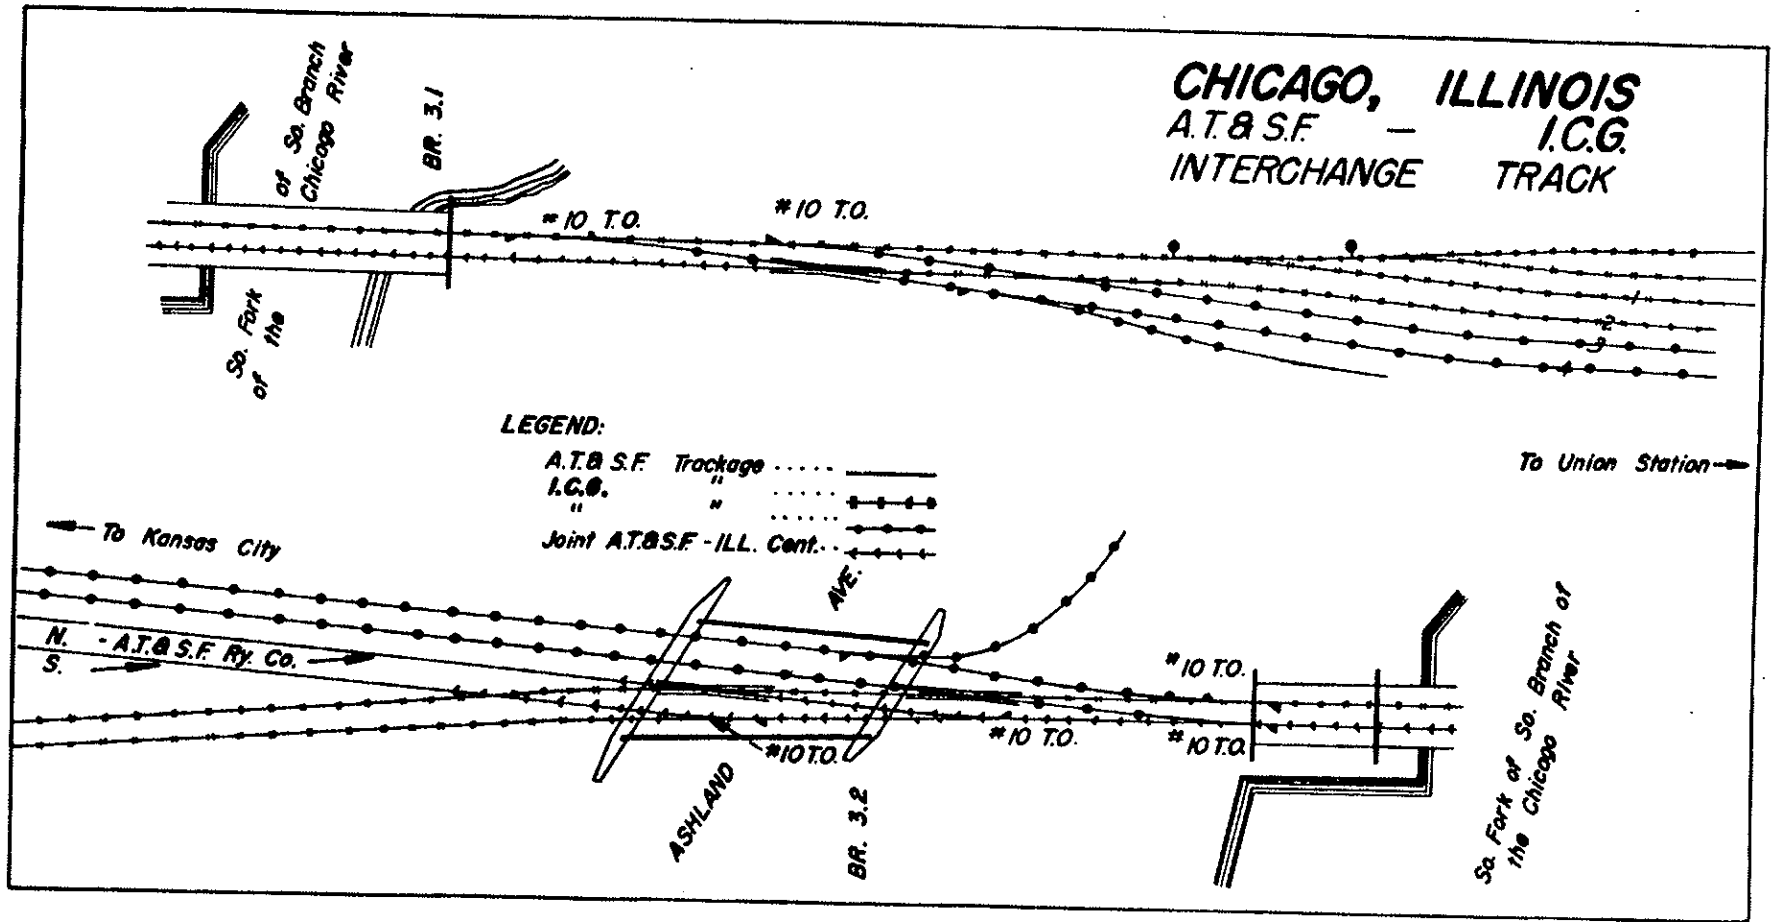 CHICAGO, ILLINOIS
A.T. & S.F. — I.C.G.
INTERCHANGE TRACK
of So. Branch
Chicago River
BR. 3.1
#10 T.O.
#10 T.O.
So. Fork
of the
1
2
3
4
LEGEND:
A.T. & S.F. Trackage .....
I.C.G. " .....
" " .....
Joint A.T.&S.F. - ILL. Cent...
To Union Station
To Kansas City
N. - A.T. & S.F. Ry. Co.
S.
AVE.
ASHLAND
#10 T.O.
BR. 3.2
#10 T.O.
#10 T.O.
#10 T.O.
So. Fork of So. Branch of
the Chicago River